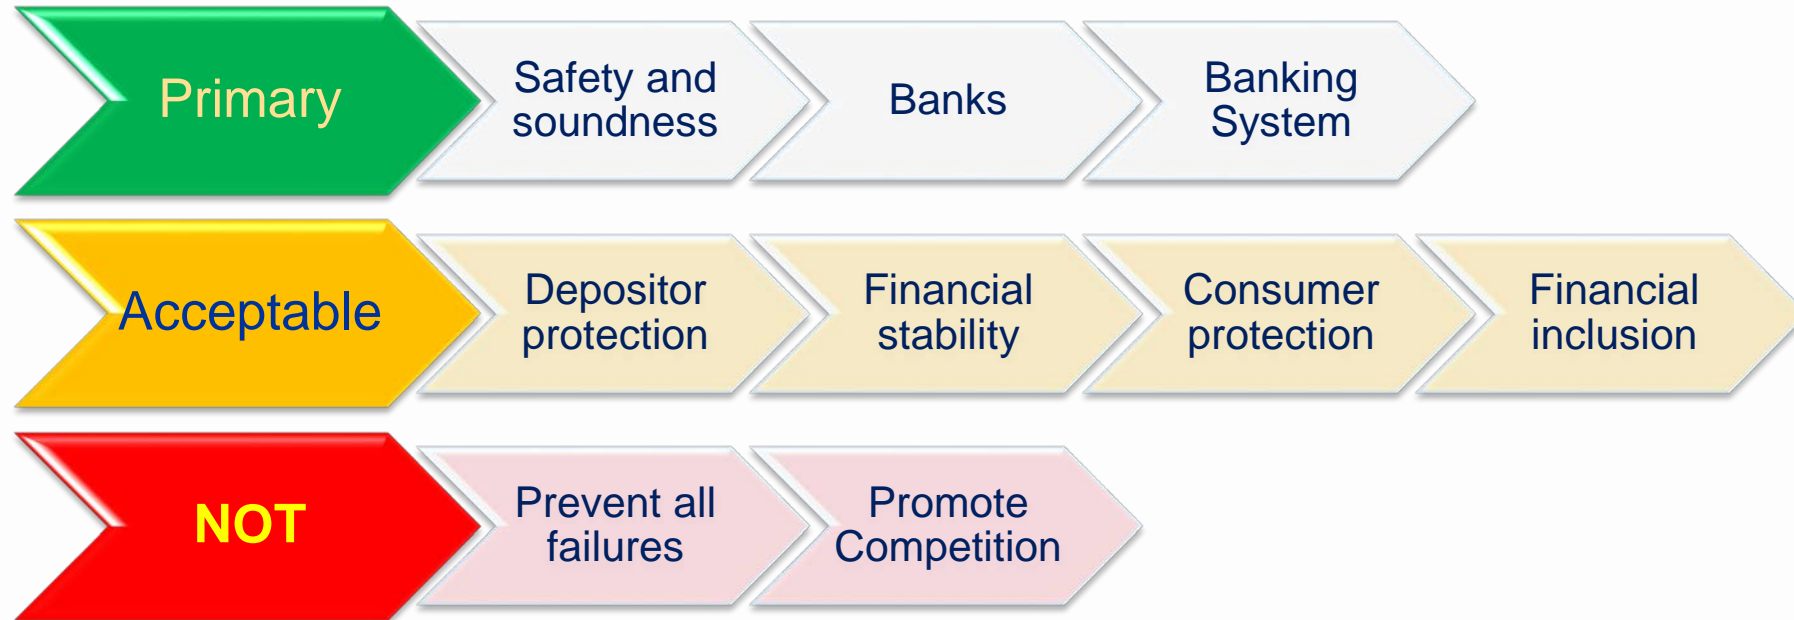 Primary
Safety and
soundness
Banks
Banking
System
Acceptable
Depositor
protection
Financial
stability
Consumer
protection
Financial
inclusion
NOT
Prevent all
failures
Promote
Competition